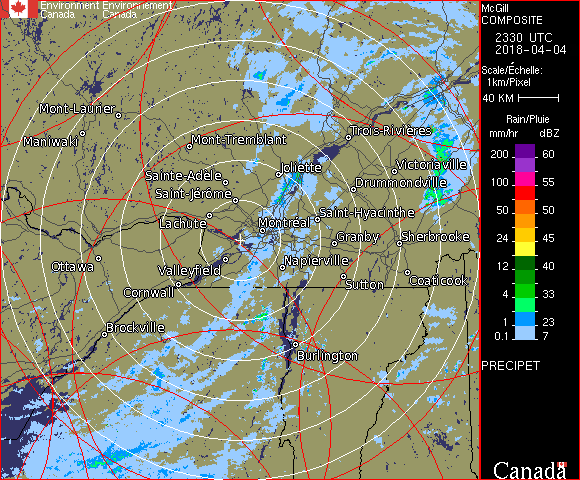 Environment Environnement
Canada Canada
McGill
COMPOSITE
2330 UTC
2018-04-04
Scale/Échelle:
1km/Pixel
40 KM
Rain/Pluie
mm/hr dBZ
200 60
100 55
50 50
24 45
12 40
4 33
1 23
0.1 7
PRECIPET
Canada
Mont-Laurier
Maniwaki
Mont-Tremblant
Trois-Rivières
Sainte-Adèle
Joliette
Victoriaville
Saint-Jérôme
Drummondville
Lachute
Montréal
Saint-Hyacinthe
Granby
Sherbrooke
Ottawa
Valleyfield
Napierville
Cornwall
Sutton
Coaticook
Brockville
Burlington